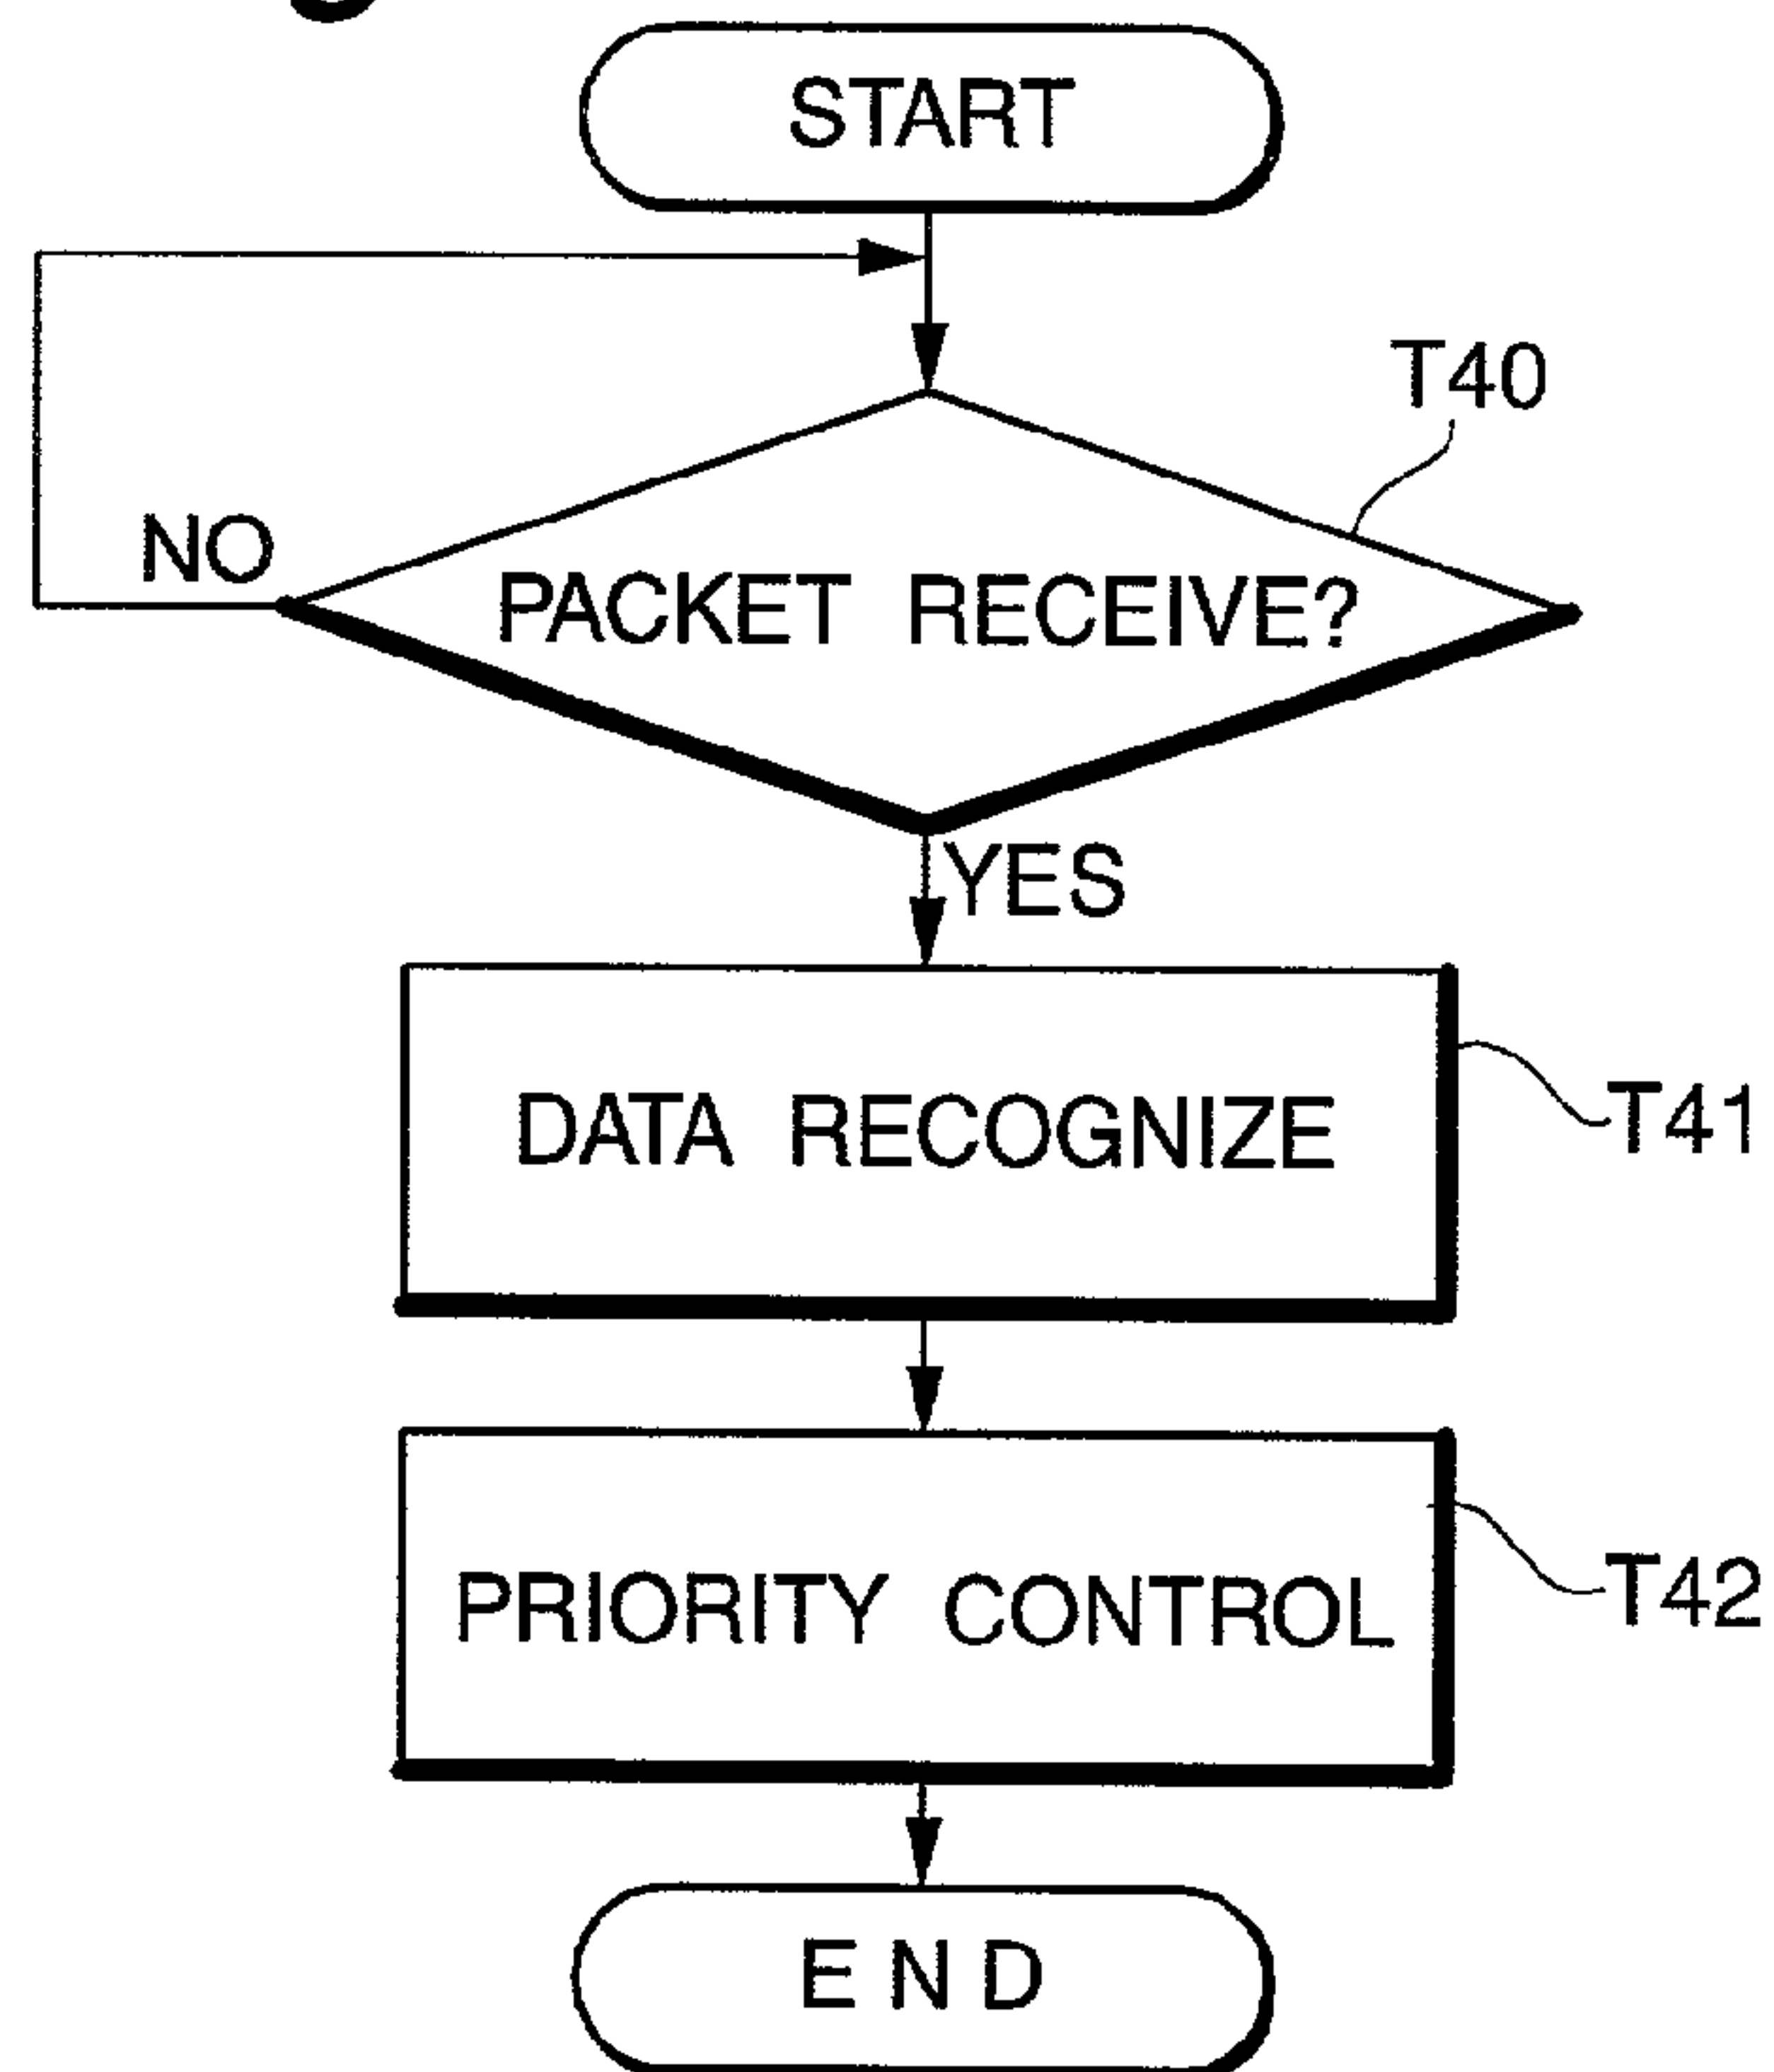 START
T40
NO
PACKET RECEIVE?
YES
DATA RECOGNIZE
T41
PRIORITY CONTROL
T42
END